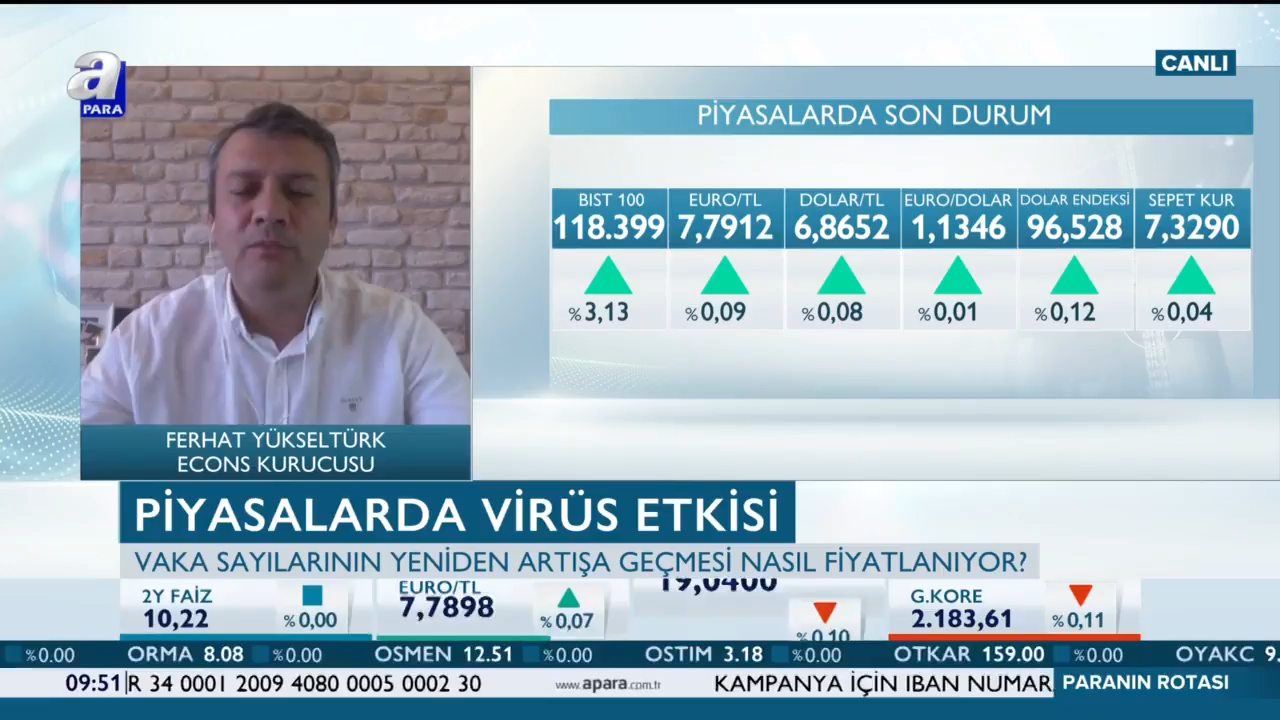 a
PARA
CANLI
PİYASALARDA SON DURUM
BIST 100 EURO/TL DOLAR/TL EURO/DOLAR DOLAR ENDEKSİ SEPET KUR
118.399 7,7912 6,8652 1,1346 96,528 7,3290
%3,13 %0,09 %0,08 %0,01 %0,12 %0,04
FERHAT YÜKSELTÜRK
ECONS KURUCUSU
PİYASALARDA VİRÜS ETKİSİ
VAKA SAYILARININ YENİDEN ARTIŞA GEÇMESİ NASIL FİYATLANIYOR?
2Y FAİZ
10,22 %0,00
EURO/TL
7,7898 %0,07
%0,10
G.KORE
2.183,61 %0,11
%0.00 ORMA 8.08 %0.00 OSMEN 12.51 %0.00 OSTIM 3.18 %0.00 OTKAR 159.00 %0.00 OYAKC 9.
09:51 R 34 0001 2009 4080 0005 0002 30 www.apara.com.tr KAMPANYA İÇİN IBAN NUMAR PARANIN ROTASI